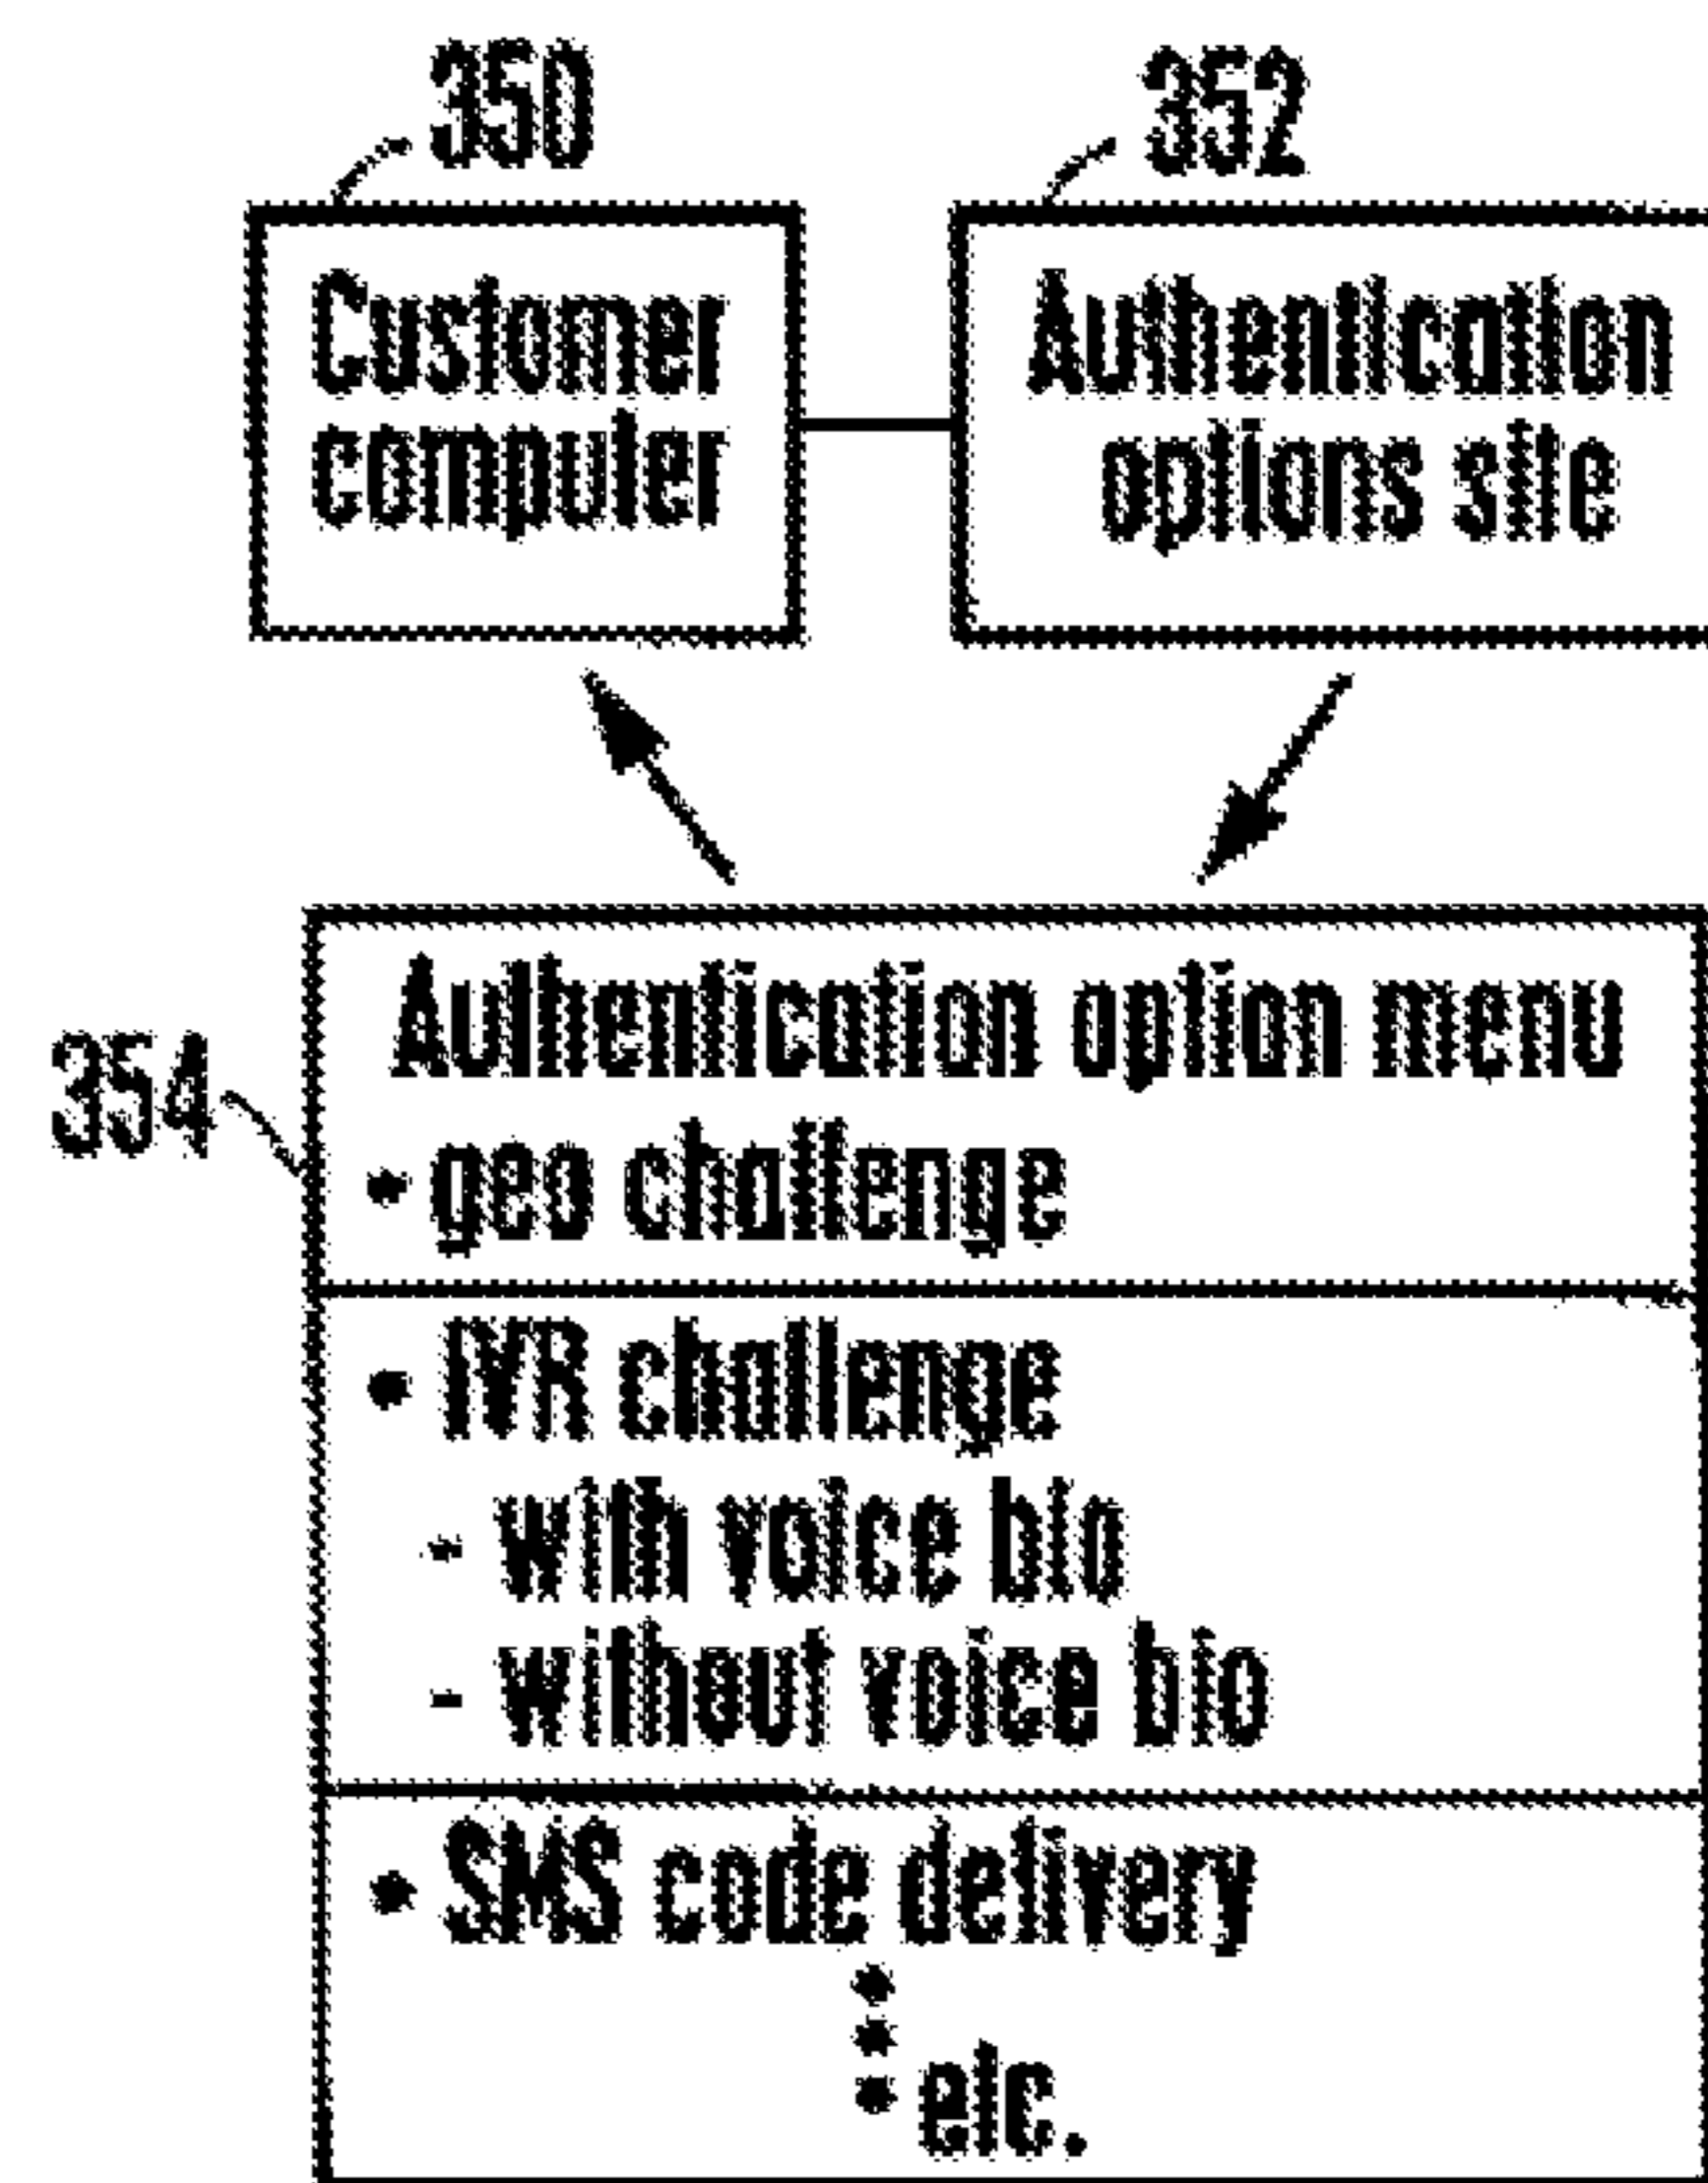 350
352
Customer
computer
Authentication
options site
354
Authentication option menu
• geo challenge
• IVR challenge
- with voice bio
- without voice bio
• SMS code delivery
etc.